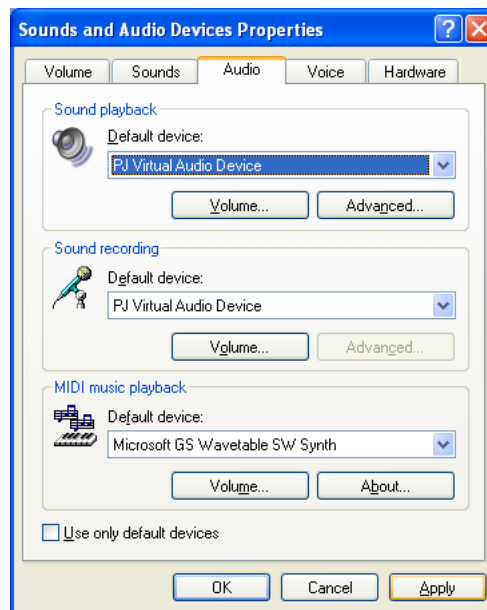 Sounds and Audio Devices Properties
Volume Sounds Audio Voice Hardware
Sound playback
Default device:
PJ Virtual Audio Device
Volume... Advanced...
Sound recording
Default device:
PJ Virtual Audio Device
Volume... Advanced...
MIDI music playback
Default device:
Microsoft GS Wavetable SW Synth
Volume... About...
Use only default devices
OK Cancel Apply